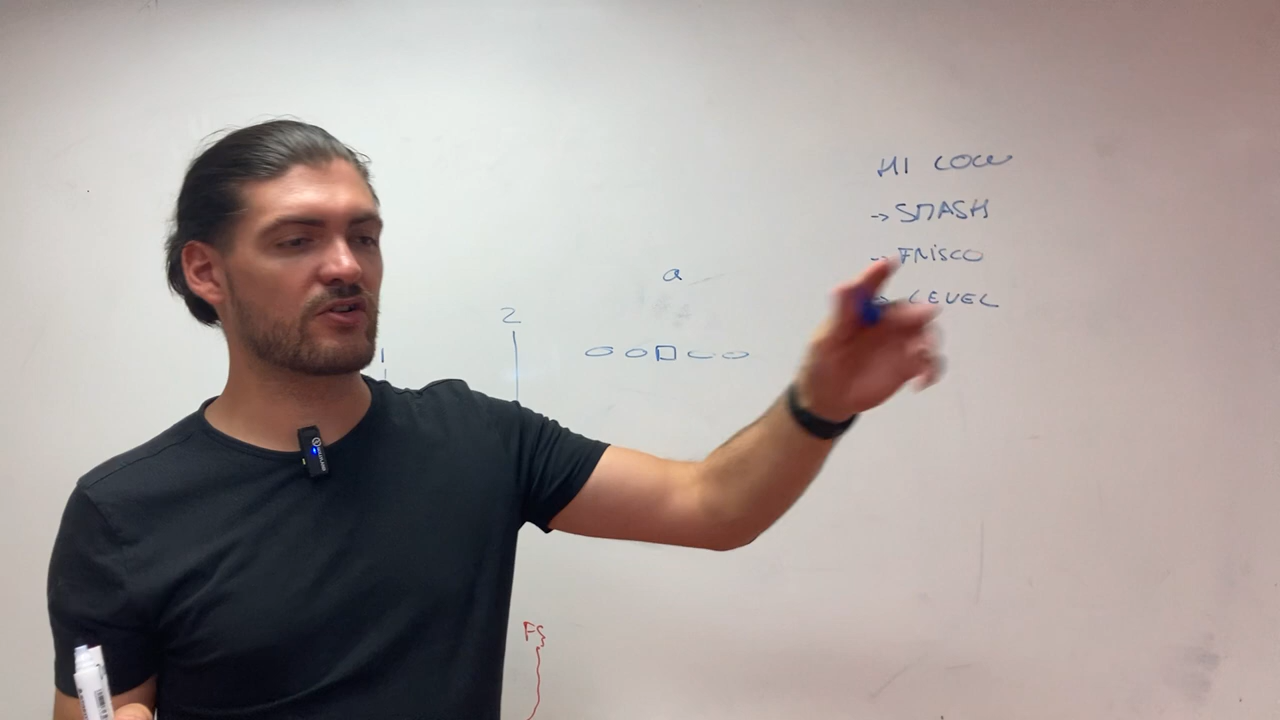 HI LOW
→ SMASH
→ FRISCO
→ LEVEL
Q
2
1
FS